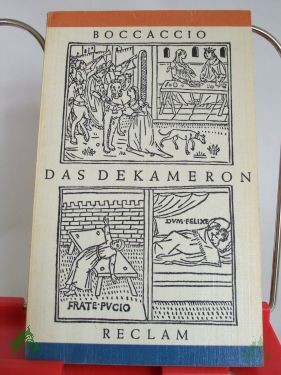 BOCCACCIO
DAS DEKAMERON
DVM·FELIXE
FRATE·PVCIO
RECLAM